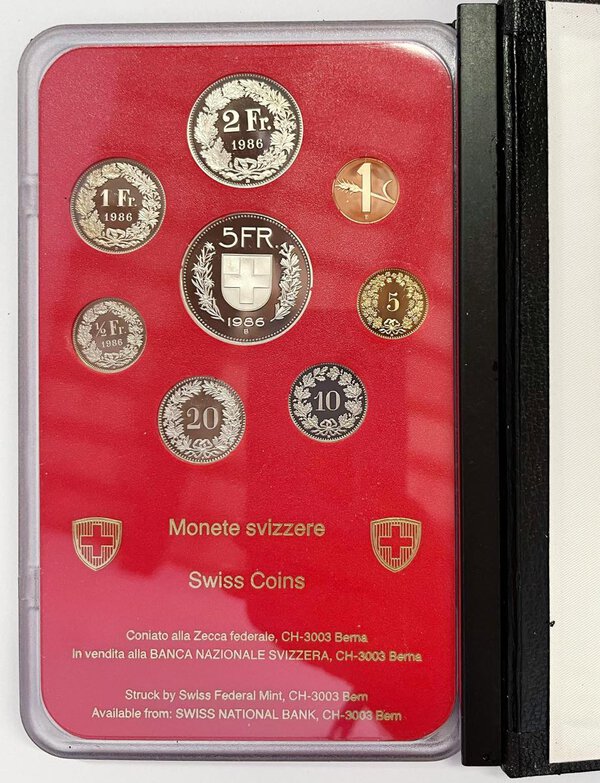 2 Fr.
1986
B
1 Fr.
1986
B
1
B
5 FR.
1986
B
5
½ Fr.
1986
B
20
10
Monete svizzere
Swiss Coins
Coniato alla Zecca federale, CH-3003 Berna
In vendita alla BANCA NAZIONALE SVIZZERA, CH-3003 Berna
Struck by Swiss Federal Mint, CH-3003 Bern
Available from: SWISS NATIONAL BANK, CH-3003 Bern